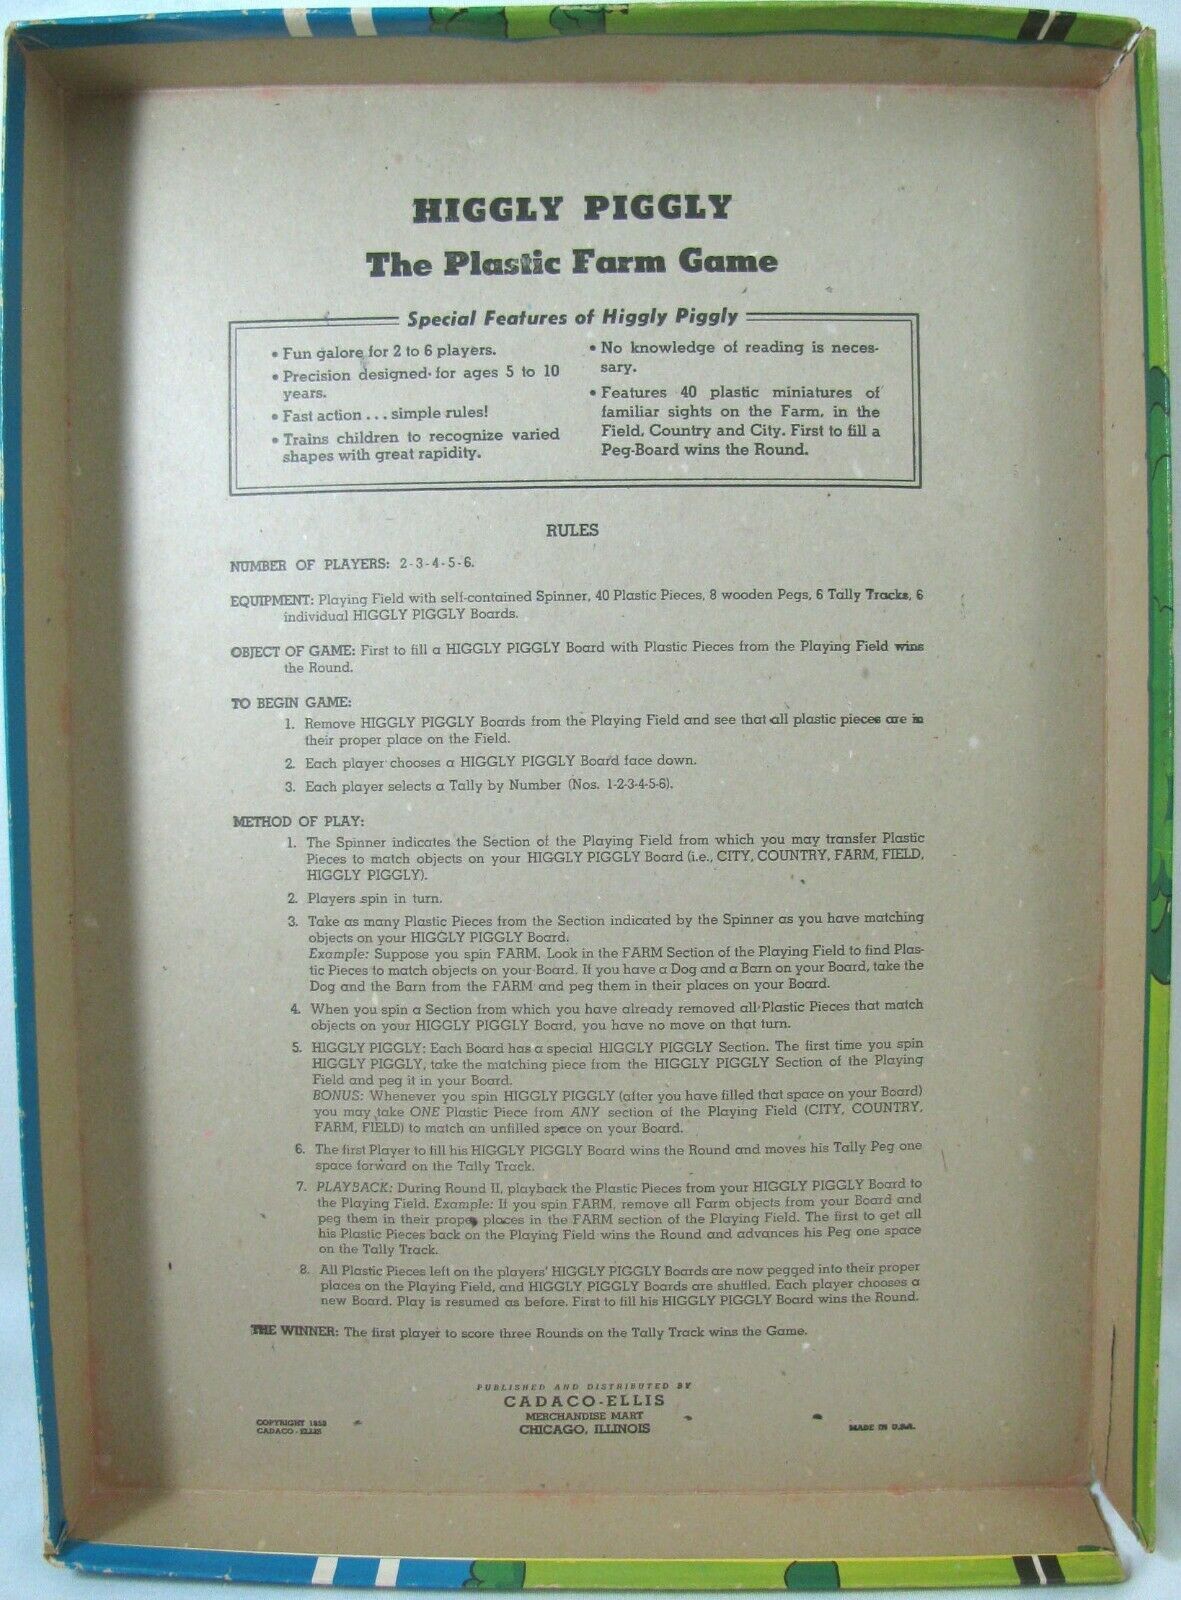 HIGGLY PIGGLY
The Plastic Farm Game
Special Features of Higgly Piggly
• Fun galore for 2 to 6 players.
• Precision designed for ages 5 to 10
years.
• Fast action . . . simple rules!
• Trains children to recognize varied
shapes with great rapidity.
• No knowledge of reading is neces-
sary.
• Features 40 plastic miniatures of
familiar sights on the Farm, in the
Field, Country and City. First to fill a
Peg-Board wins the Round.
RULES
NUMBER OF PLAYERS: 2-3-4-5-6.
EQUIPMENT: Playing Field with self-contained Spinner, 40 Plastic Pieces, 8 wooden Pegs, 6 Tally Tracks, 6
individual HIGGLY PIGGLY Boards.
OBJECT OF GAME: First to fill a HIGGLY PIGGLY Board with Plastic Pieces from the Playing Field wins
the Round.
TO BEGIN GAME:
1. Remove HIGGLY PIGGLY Boards from the Playing Field and see that all plastic pieces are in
their proper place on the Field.
2. Each player chooses a HIGGLY PIGGLY Board face down.
3. Each player selects a Tally by Number (Nos. 1-2-3-4-5-6).
METHOD OF PLAY:
1. The Spinner indicates the Section of the Playing Field from which you may transfer Plastic
Pieces to match objects on your HIGGLY PIGGLY Board (i.e., CITY, COUNTRY, FARM, FIELD,
HIGGLY PIGGLY).
2. Players spin in turn.
3. Take as many Plastic Pieces from the Section indicated by the Spinner as you have matching
objects on your HIGGLY PIGGLY Board.
Example: Suppose you spin FARM. Look in the FARM Section of the Playing Field to find Plas-
tic Pieces to match objects on your Board. If you have a Dog and a Barn on your Board, take the
Dog and the Barn from the FARM and peg them in their places on your Board.
4. When you spin a Section from which you have already removed all Plastic Pieces that match
objects on your HIGGLY PIGGLY Board, you have no move on that turn.
5. HIGGLY PIGGLY: Each Board has a special HIGGLY PIGGLY Section. The first time you spin
HIGGLY PIGGLY, take the matching piece from the HIGGLY PIGGLY Section of the Playing
Field and peg it in your Board.
BONUS: Whenever you spin HIGGLY PIGGLY (after you have filled that space on your Board)
you may take ONE Plastic Piece from ANY section of the Playing Field (CITY, COUNTRY,
FARM, FIELD) to match an unfilled space on your Board.
6. The first Player to fill his HIGGLY PIGGLY Board wins the Round and moves his Tally Peg one
space forward on the Tally Track.
7. PLAYBACK: During Round II, playback the Plastic Pieces from your HIGGLY PIGGLY Board to
the Playing Field. Example: If you spin FARM, remove all Farm objects from your Board and
peg them in their proper places in the FARM section of the Playing Field. The first to get all
his Plastic Pieces back on the Playing Field wins the Round and advances his Peg one space
on the Tally Track.
8. All Plastic Pieces left on the players' HIGGLY PIGGLY Boards are now pegged into their proper
places on the Playing Field, and HIGGLY PIGGLY Boards are shuffled. Each player chooses a
new Board. Play is resumed as before. First to fill his HIGGLY PIGGLY Board wins the Round.
THE WINNER: The first player to score three Rounds on the Tally Track wins the Game.
PUBLISHED AND DISTRIBUTED BY
CADACO-ELLIS
MERCHANDISE MART
CHICAGO, ILLINOIS
COPYRIGHT
CADACO-ELLIS
MADE IN U.S.A.